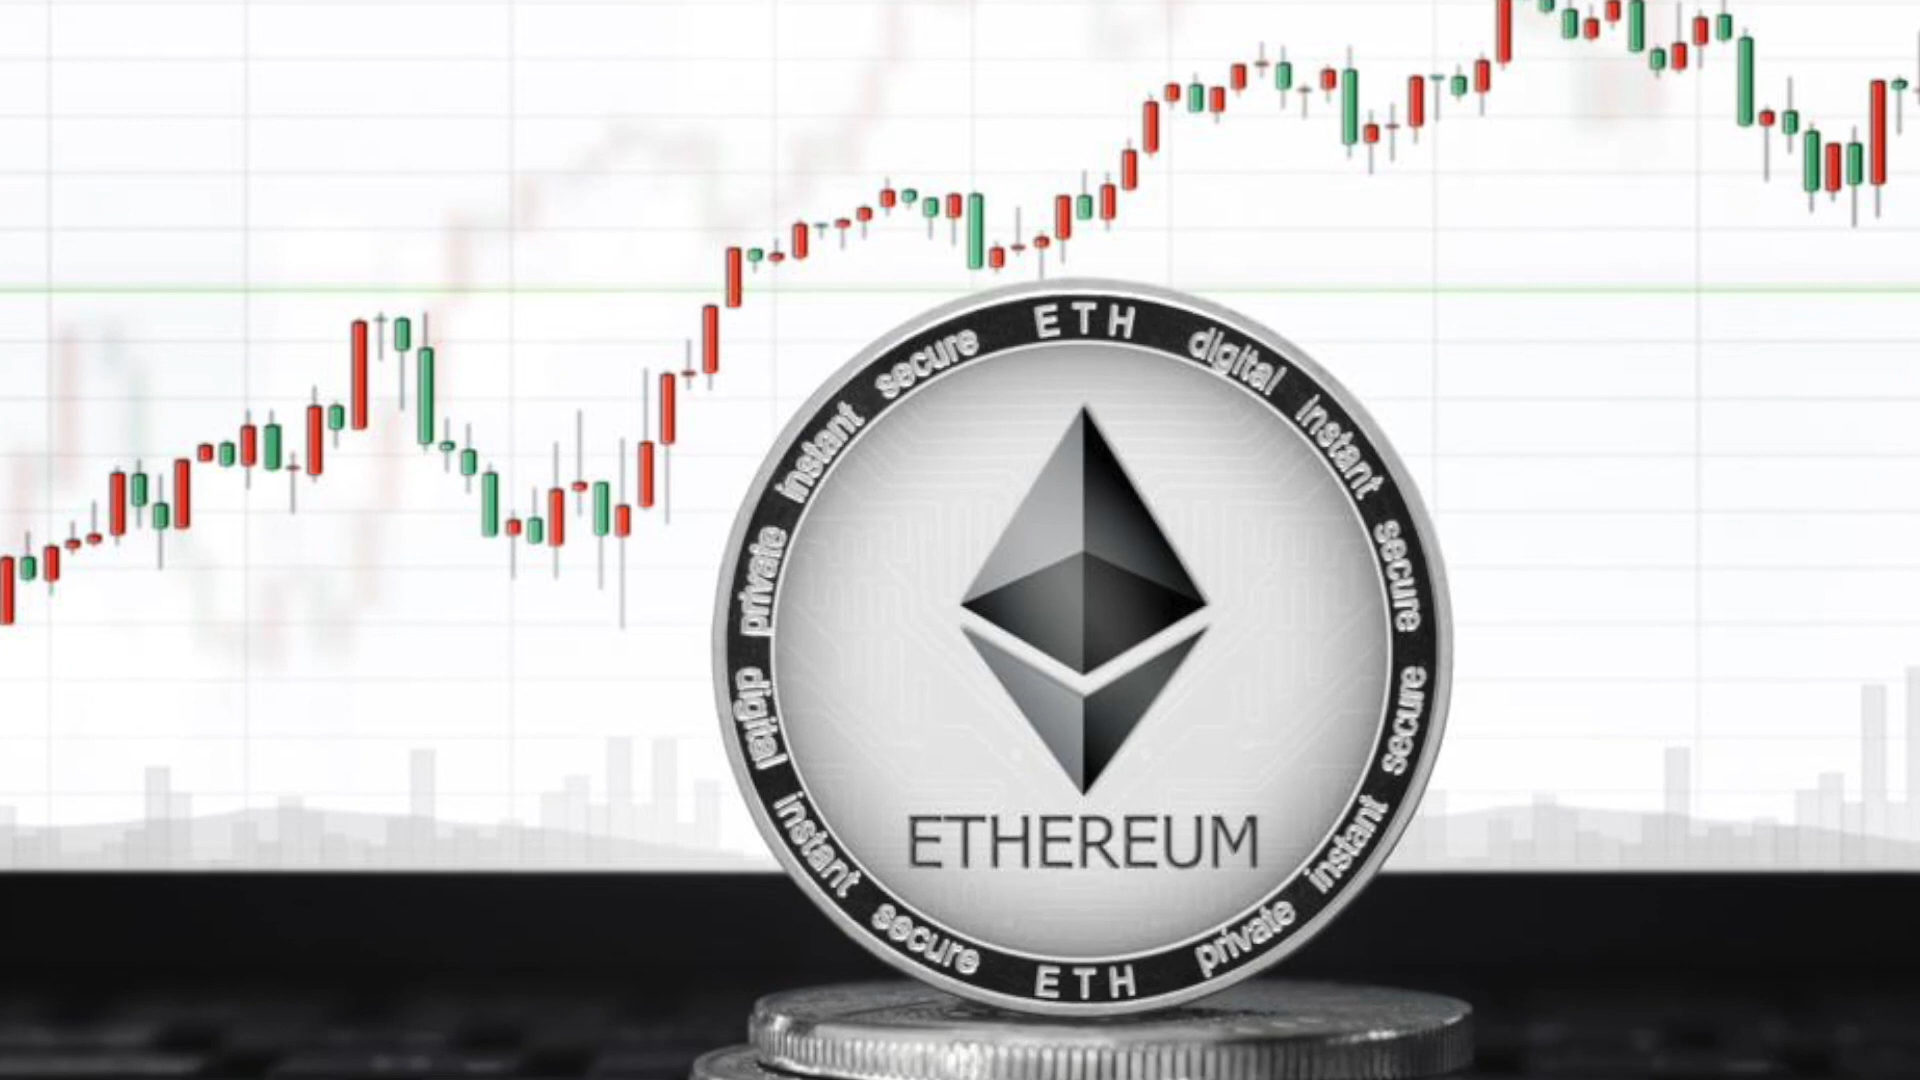 ETH
digital instant secure
secure instant private
ETH
secure instant digital
private instant secure
ETHEREUM